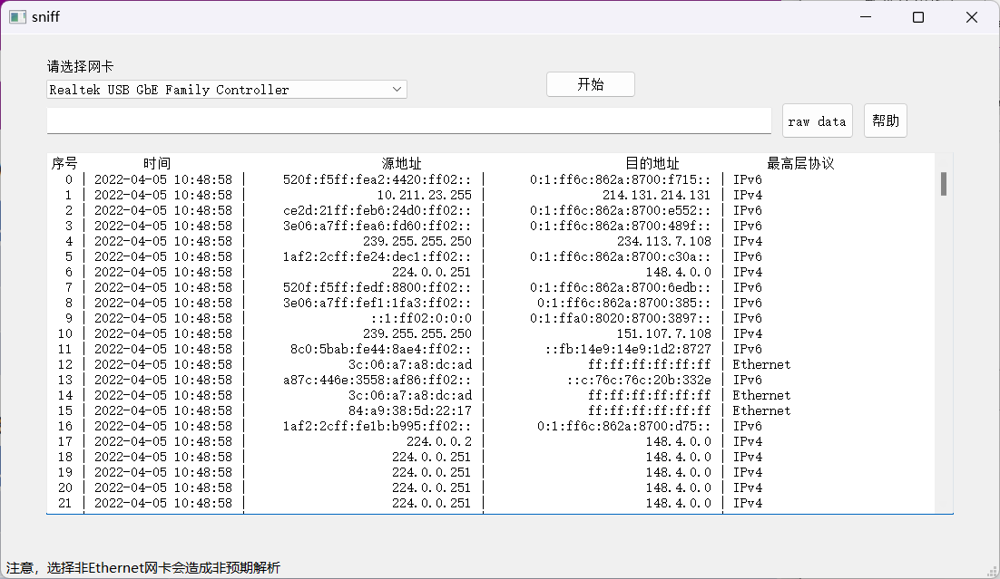 sniff
请选择网卡
Realtek USB GbE Family Controller
开始
raw data
帮助
序号 时间 源地址 目的地址 最高层协议
0 | 2022-04-05 10:48:58 | 520f:f5ff:fea2:4420:ff02:: | 0:1:ff6c:862a:8700:f715:: | IPv6
1 | 2022-04-05 10:48:58 | 10.211.23.255 | 214.131.214.131 | IPv4
2 | 2022-04-05 10:48:58 | ce2d:21ff:feb6:24d0:ff02:: | 0:1:ff6c:862a:8700:e552:: | IPv6
3 | 2022-04-05 10:48:58 | 3e06:a7ff:fea6:fd60:ff02:: | 0:1:ff6c:862a:8700:489f:: | IPv6
4 | 2022-04-05 10:48:58 | 239.255.255.250 | 234.113.7.108 | IPv4
5 | 2022-04-05 10:48:58 | 1af2:2cff:fe24:dec1:ff02:: | 0:1:ff6c:862a:8700:c30a:: | IPv6
6 | 2022-04-05 10:48:58 | 224.0.0.251 | 148.4.0.0 | IPv4
7 | 2022-04-05 10:48:58 | 520f:f5ff:fedf:8800:ff02:: | 0:1:ff6c:862a:8700:6edb:: | IPv6
8 | 2022-04-05 10:48:58 | 3e06:a7ff:fef1:1fa3:ff02:: | 0:1:ff6c:862a:8700:385:: | IPv6
9 | 2022-04-05 10:48:58 | ::1:ff02:0:0:0 | 0:1:ffa0:8020:8700:3897:: | IPv6
10 | 2022-04-05 10:48:58 | 239.255.255.250 | 151.107.7.108 | IPv4
11 | 2022-04-05 10:48:58 | 8c0:5bab:fe44:8ae4:ff02:: | ::fb:14e9:14e9:1d2:8727 | IPv6
12 | 2022-04-05 10:48:58 | 3c:06:a7:a8:dc:ad | ff:ff:ff:ff:ff:ff | Ethernet
13 | 2022-04-05 10:48:58 | a87c:446e:3558:af86:ff02:: | ::c:76c:76c:20b:332e | IPv6
14 | 2022-04-05 10:48:58 | 3c:06:a7:a8:dc:ad | ff:ff:ff:ff:ff:ff | Ethernet
15 | 2022-04-05 10:48:58 | 84:a9:38:5d:22:17 | ff:ff:ff:ff:ff:ff | Ethernet
16 | 2022-04-05 10:48:58 | 1af2:2cff:fe1b:b995:ff02:: | 0:1:ff6c:862a:8700:d75:: | IPv6
17 | 2022-04-05 10:48:58 | 224.0.0.2 | 148.4.0.0 | IPv4
18 | 2022-04-05 10:48:58 | 224.0.0.251 | 148.4.0.0 | IPv4
19 | 2022-04-05 10:48:58 | 224.0.0.251 | 148.4.0.0 | IPv4
20 | 2022-04-05 10:48:58 | 224.0.0.251 | 148.4.0.0 | IPv4
21 | 2022-04-05 10:48:58 | 224.0.0.251 | 148.4.0.0 | IPv4
注意，选择非Ethernet网卡会造成非预期解析